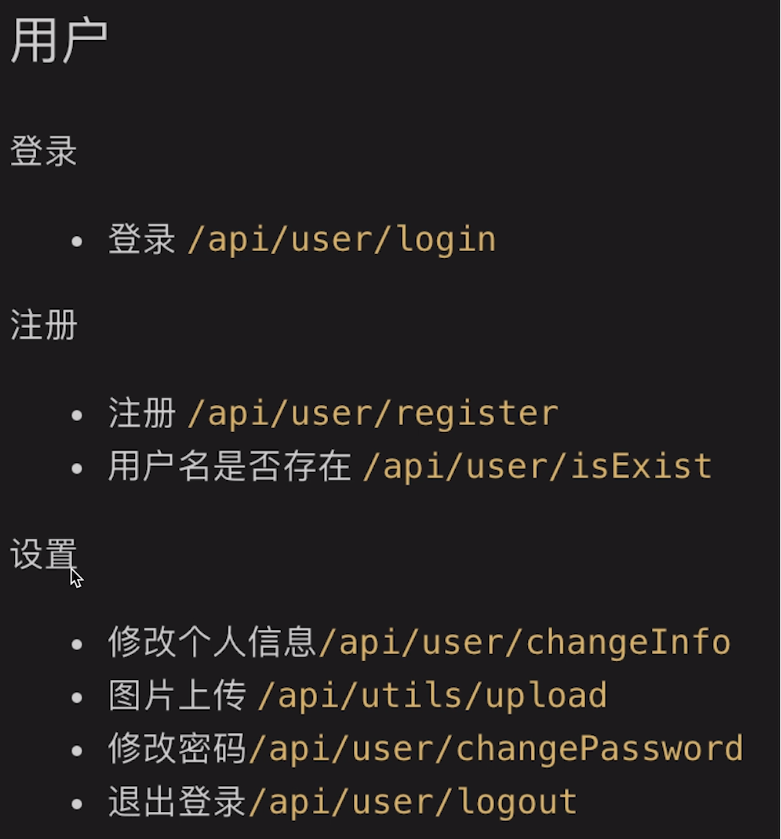 用户
登录
登录 /api/user/login
注册
注册 /api/user/register
用户名是否存在 /api/user/isExist
设置
修改个人信息/api/user/changeInfo
图片上传 /api/utils/upload
修改密码/api/user/changePassword
退出登录/api/user/logout